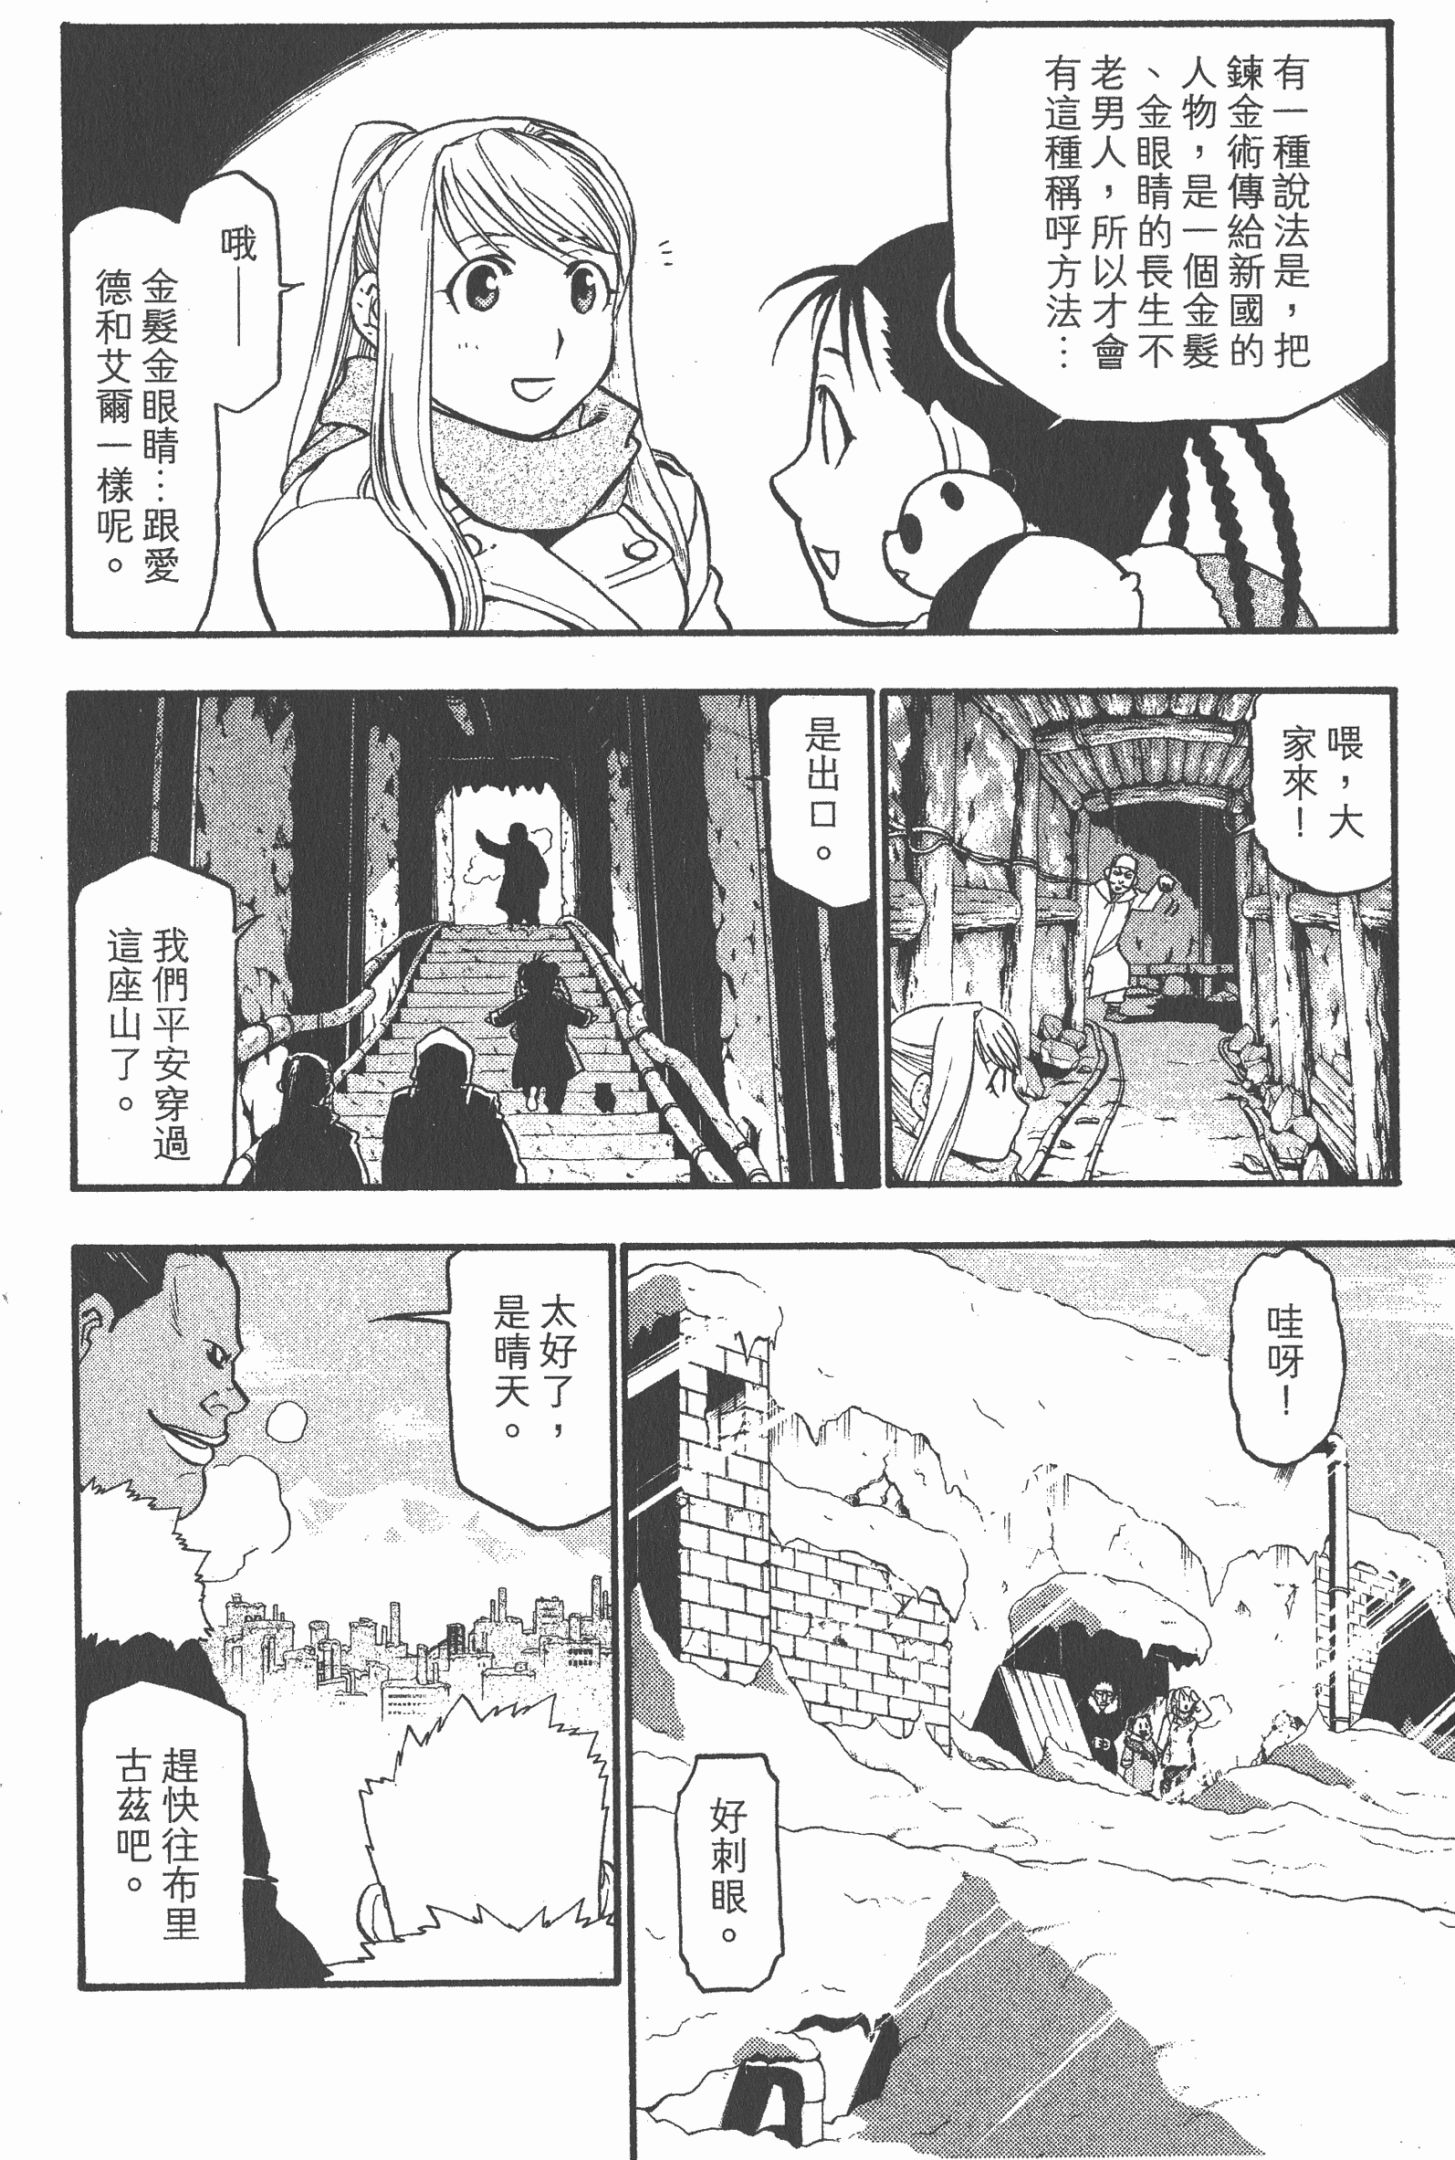 有一種說法是，把
鍊金術傳給新國的
人物，是一個金髮
、金眼睛的長生不
老男人，所以才會
有這種稱呼方法…
哦——
金髮金眼睛…跟愛
德和艾爾一樣呢。
喂，大
家來！
是出口。
我們平安穿過
這座山了。
哇呀！
好刺眼。
太好了，
是晴天。
趕快往布里
古茲吧。